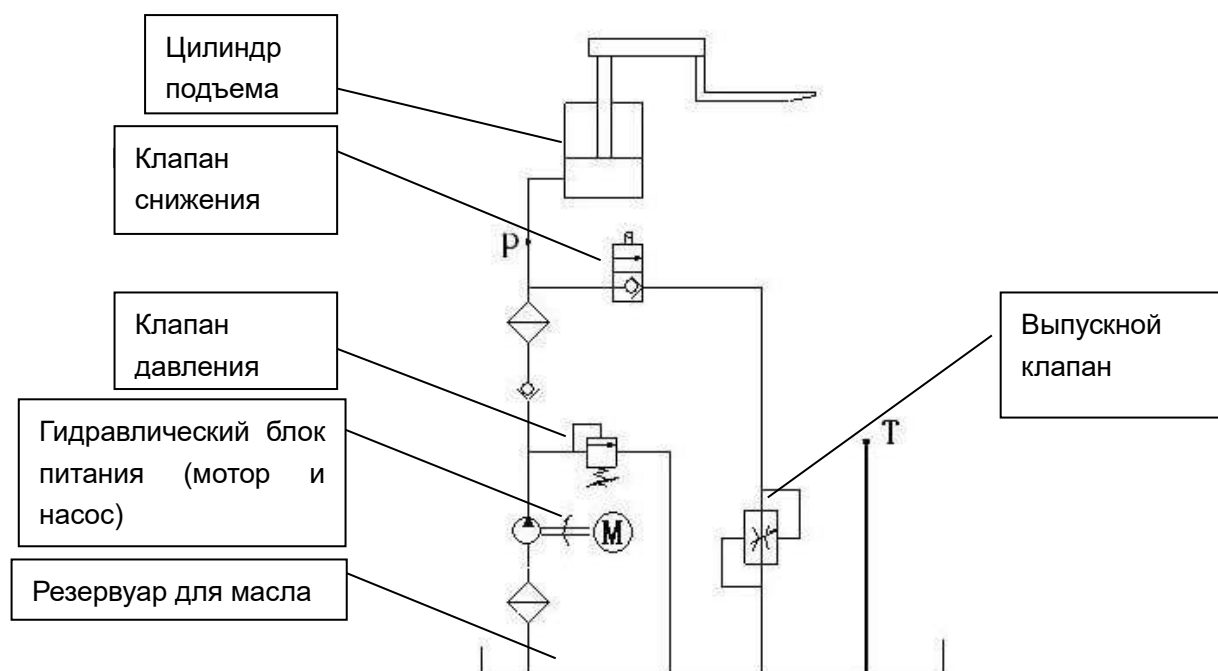 Цилиндр
подъема
Клапан
снижения
P
Клапан
давления
Выпускной
клапан
Гидравлический блок
питания (мотор и
насос)
T
M
Резервуар для масла